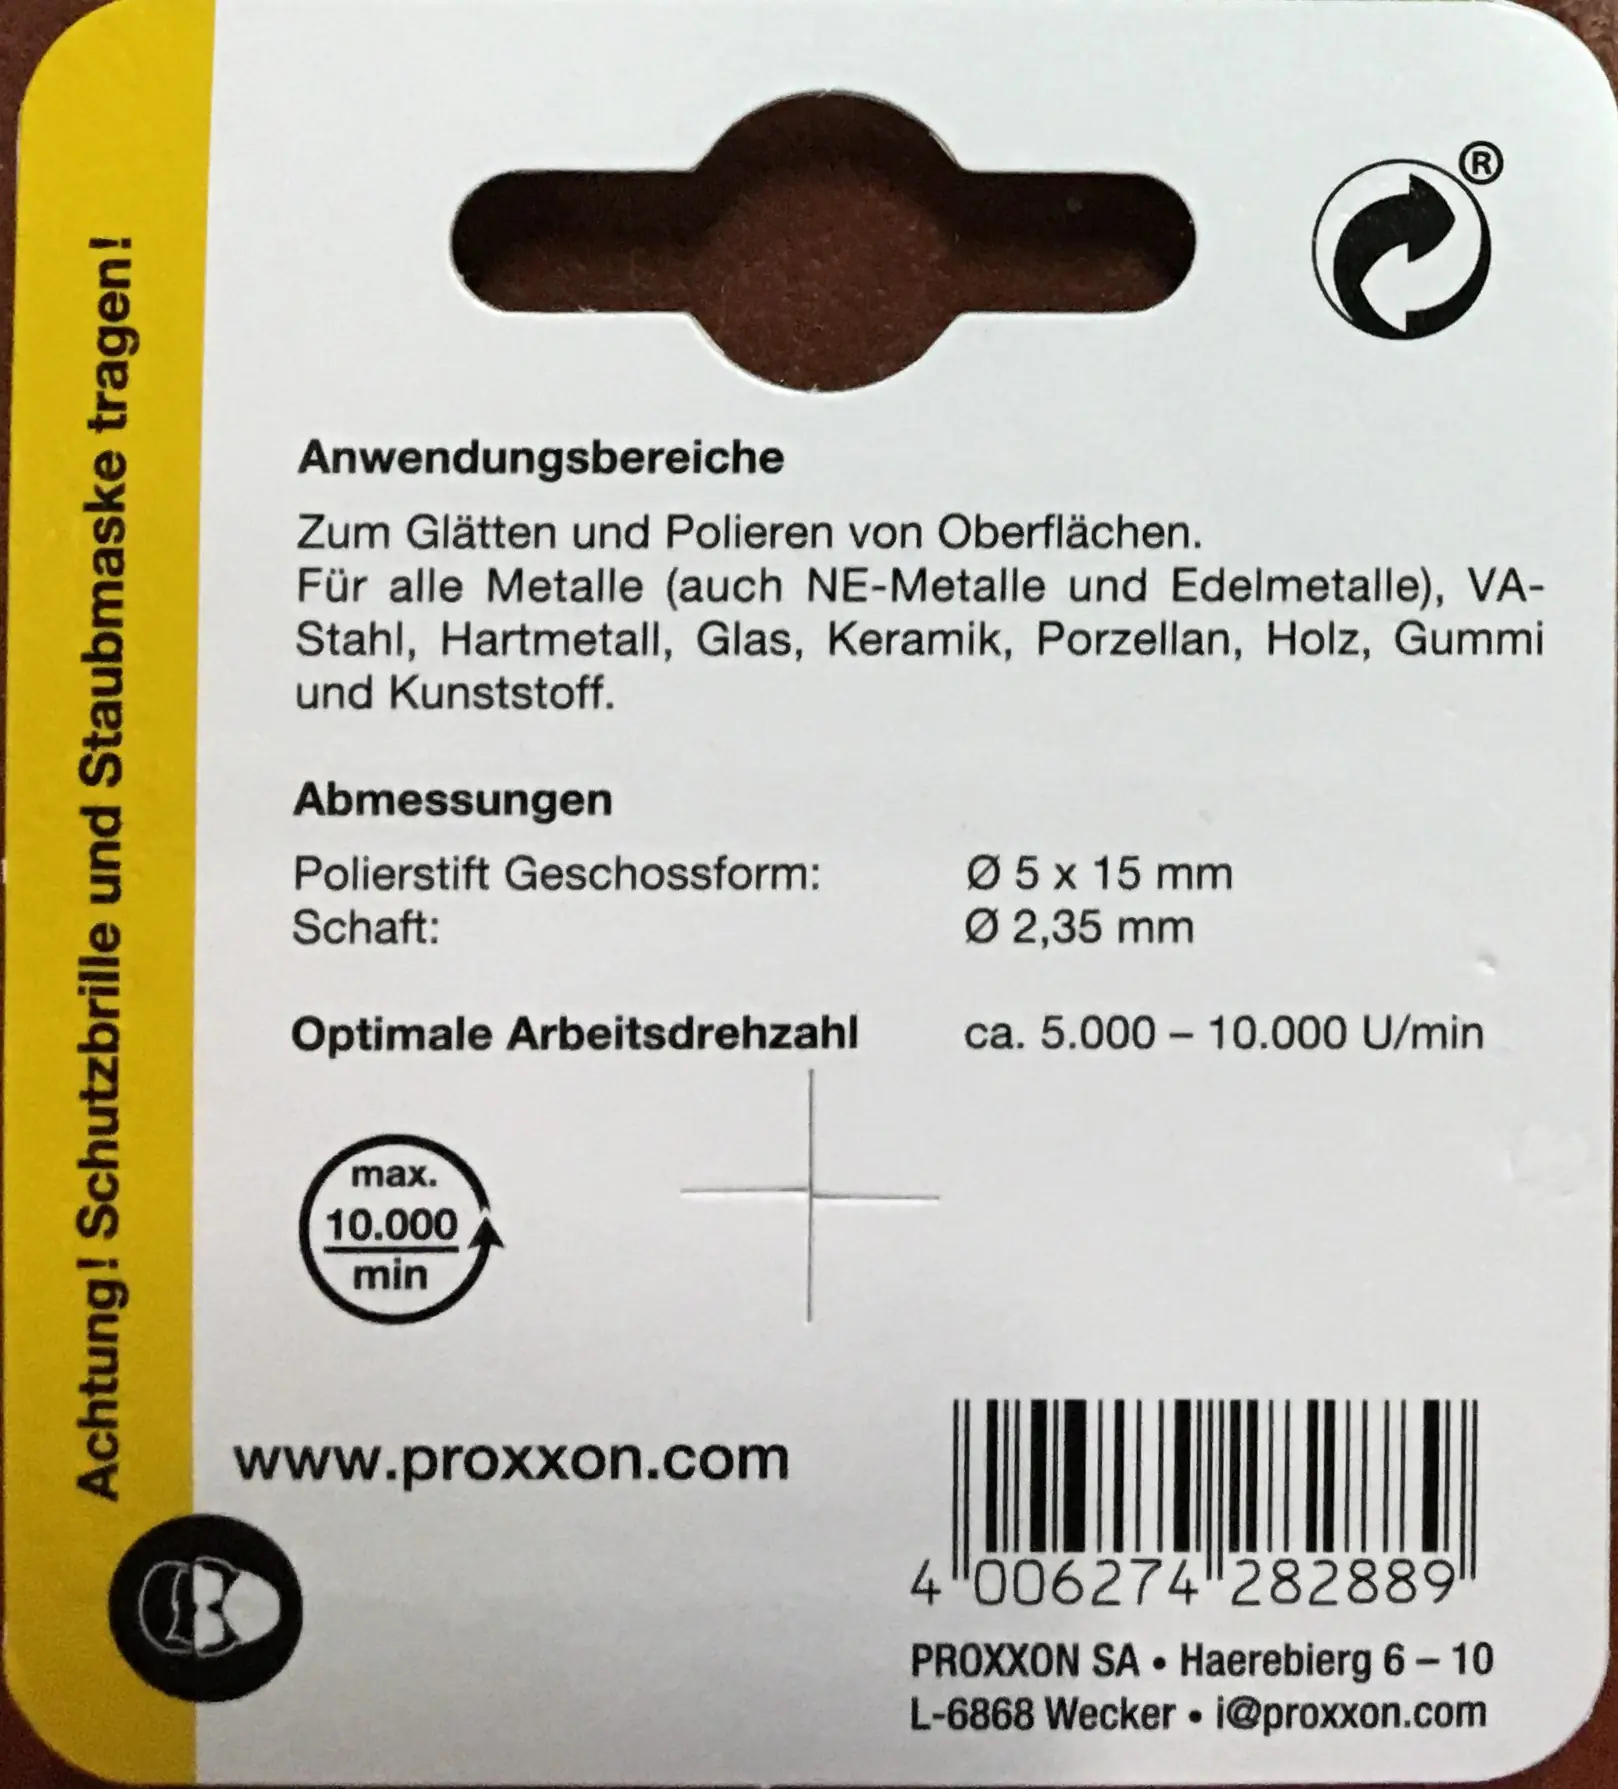 Achtung! Schutzbrille und Staubmaske tragen!
®
Anwendungsbereiche
Zum Glätten und Polieren von Oberflächen.
Für alle Metalle (auch NE-Metalle und Edelmetalle), VA-
Stahl, Hartmetall, Glas, Keramik, Porzellan, Holz, Gummi
und Kunststoff.
Abmessungen
Polierstift Geschossform: Ø 5 x 15 mm
Schaft: Ø 2,35 mm
Optimale Arbeitsdrehzahl ca. 5.000 – 10.000 U/min
max.
10.000
min
www.proxxon.com
4 006274 282889
PROXXON SA • Haerebierg 6 – 10
L-6868 Wecker • i@proxxon.com